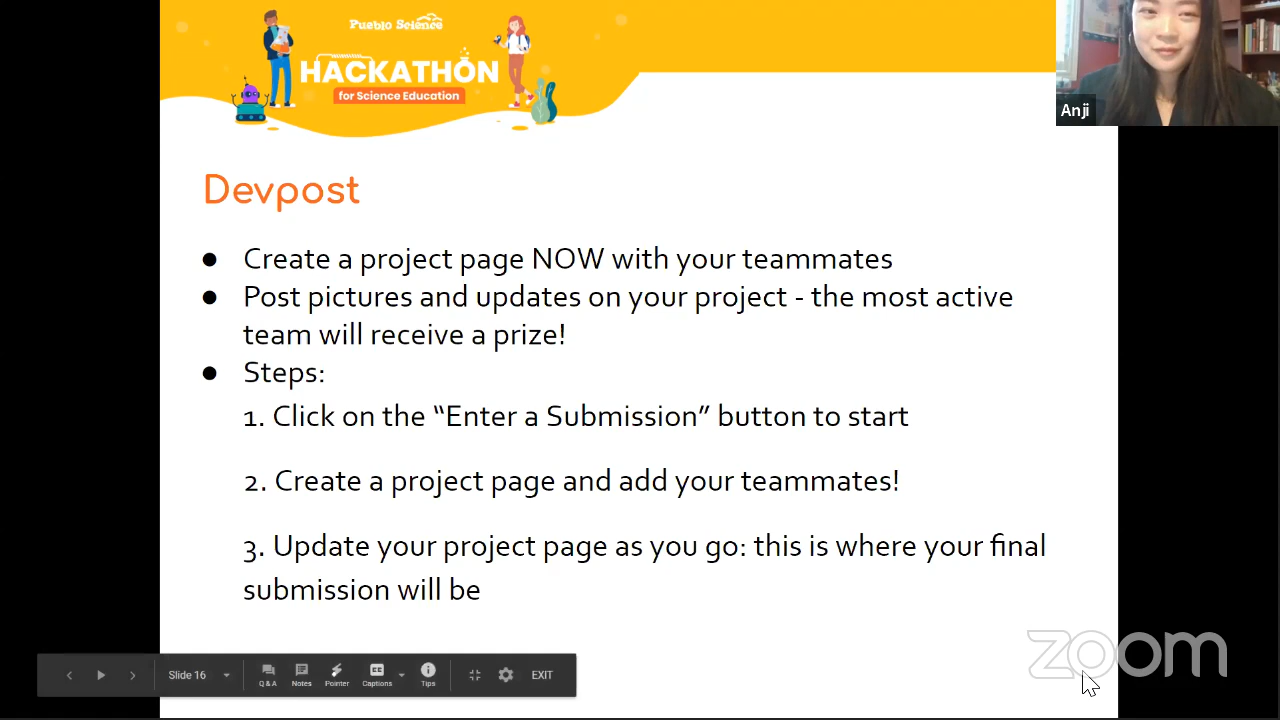 Pueblo Science
HACKATHON
for Science Education
Anji
Devpost
● Create a project page NOW with your teammates
● Post pictures and updates on your project - the most active
team will receive a prize!
● Steps:
1. Click on the “Enter a Submission” button to start
2. Create a project page and add your teammates!
3. Update your project page as you go: this is where your final
submission will be
Slide 16
Q & A
Notes
Pointer
CC
Captions
Tips
EXIT
zoom